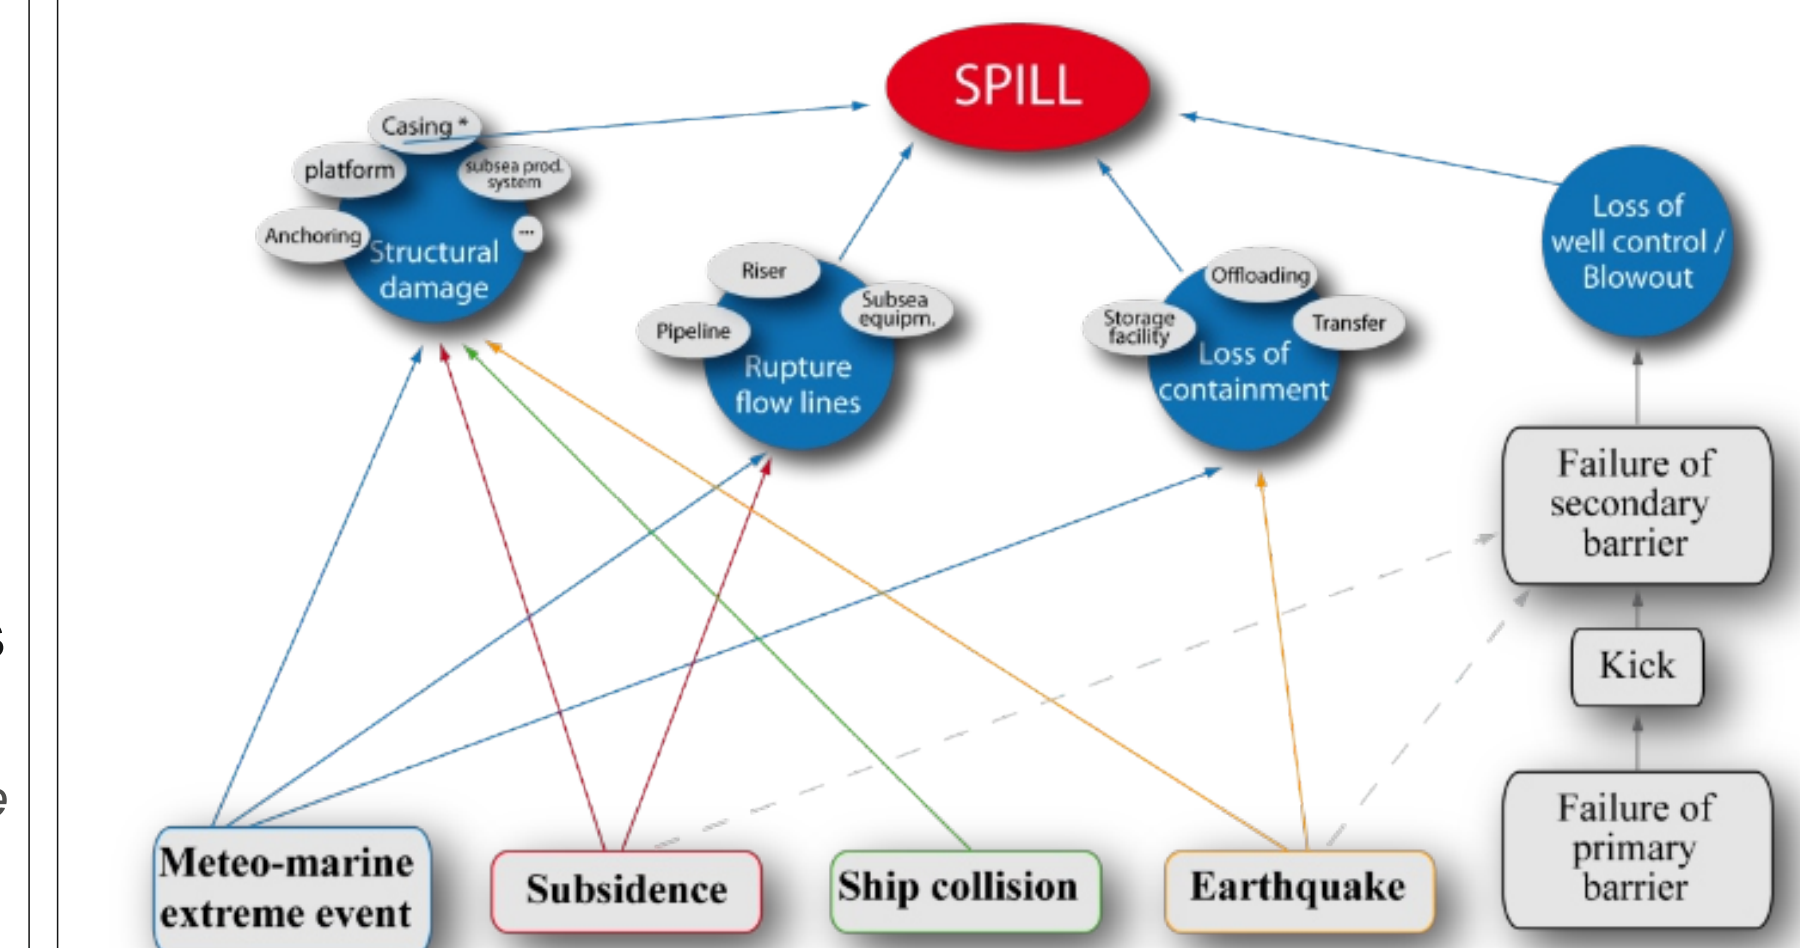 SPILL
Casing *
platform
subsea prod.
system
Anchoring
...
Structural
damage
Riser
Pipeline
Subsea
equipm.
Rupture
flow lines
Offloading
Storage
facility
Transfer
Loss of
containment
Loss of
well control /
Blowout
Failure of
secondary
barrier
Kick
Failure of
primary
barrier
Meteo-marine
extreme event
Subsidence
Ship collision
Earthquake
s
e